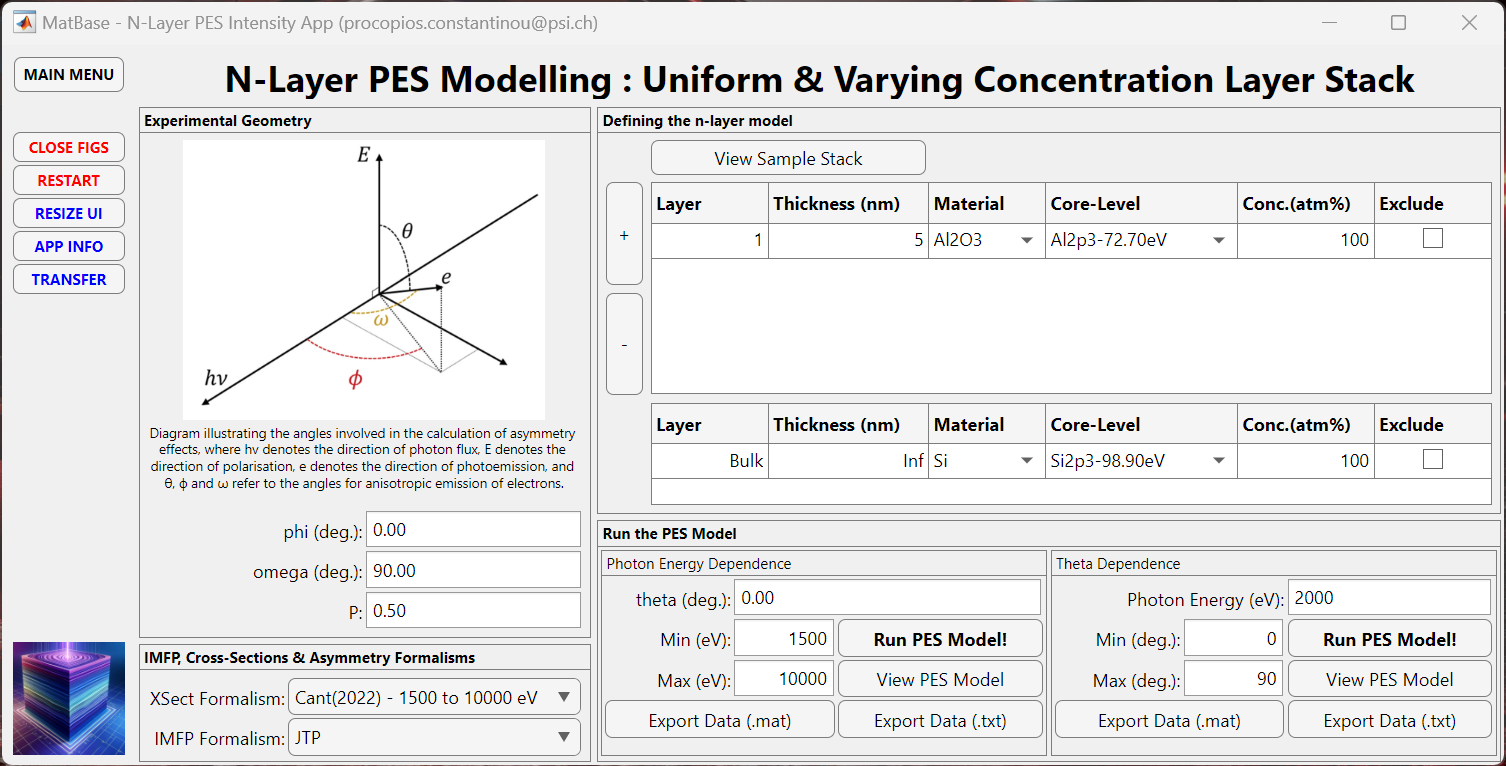 MatBase - N-Layer PES Intensity App (procopios.constantinou@psi.ch)
MAIN MENU
N-Layer PES Modelling : Uniform & Varying Concentration Layer Stack
CLOSE FIGS
RESTART
RESIZE UI
APP INFO
TRANSFER
Experimental Geometry
E
θ
e
ω
hν
ϕ
Diagram illustrating the angles involved in the calculation of asymmetry
effects, where hv denotes the direction of photon flux, E denotes the
direction of polarisation, e denotes the direction of photoemission, and
θ, ϕ and ω refer to the angles for anisotropic emission of electrons.
phi (deg.): 0.00
omega (deg.): 90.00
P: 0.50
IMFP, Cross-Sections & Asymmetry Formalisms
XSect Formalism: Cant(2022) - 1500 to 10000 eV
IMFP Formalism: JTP
Defining the n-layer model
View Sample Stack
+
-
Layer Thickness (nm) Material Core-Level Conc.(atm%) Exclude
1 5 Al2O3 Al2p3-72.70eV 100
Layer Thickness (nm) Material Core-Level Conc.(atm%) Exclude
Bulk Inf Si Si2p3-98.90eV 100
Run the PES Model
Photon Energy Dependence
theta (deg.): 0.00
Min (eV): 1500 Run PES Model!
Max (eV): 10000 View PES Model
Export Data (.mat) Export Data (.txt)
Theta Dependence
Photon Energy (eV): 2000
Min (deg.): 0 Run PES Model!
Max (deg.): 90 View PES Model
Export Data (.mat) Export Data (.txt)